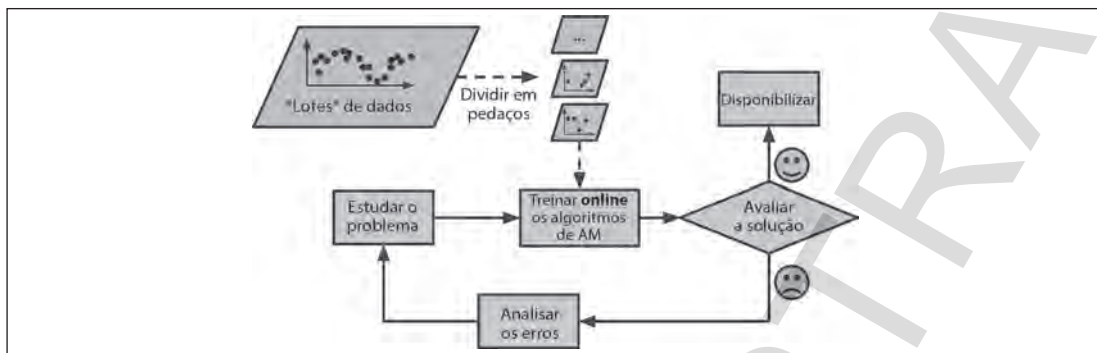 "Lotes" de dados
Dividir em
pedaços
...
Disponibilizar
Estudar o
problema
Treinar online
os algoritmos
de AM
Avaliar
a solução
Analisar
os erros
TRA